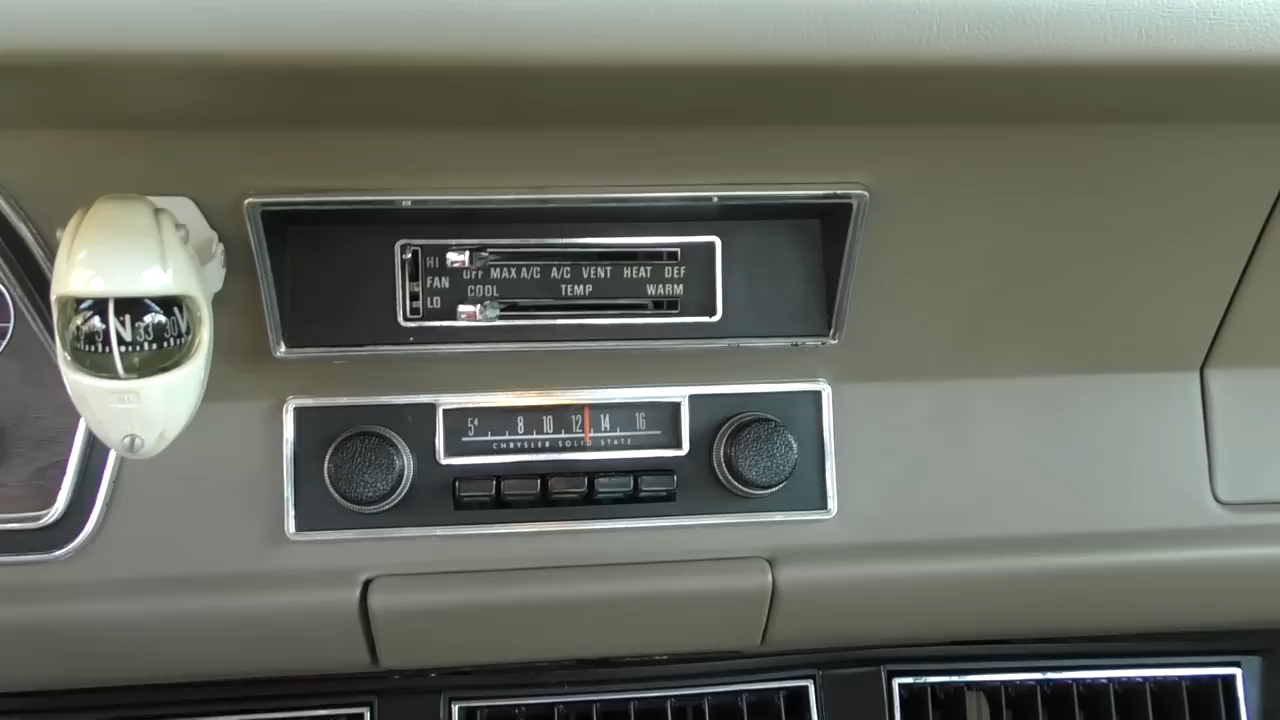 HI
OFF MAX A/C A/C VENT HEAT DEF
FAN
COOL TEMP WARM
LO
N 33 30 W
5⁴ 8 10 12 14 16
CHRYSLER SOLID STATE